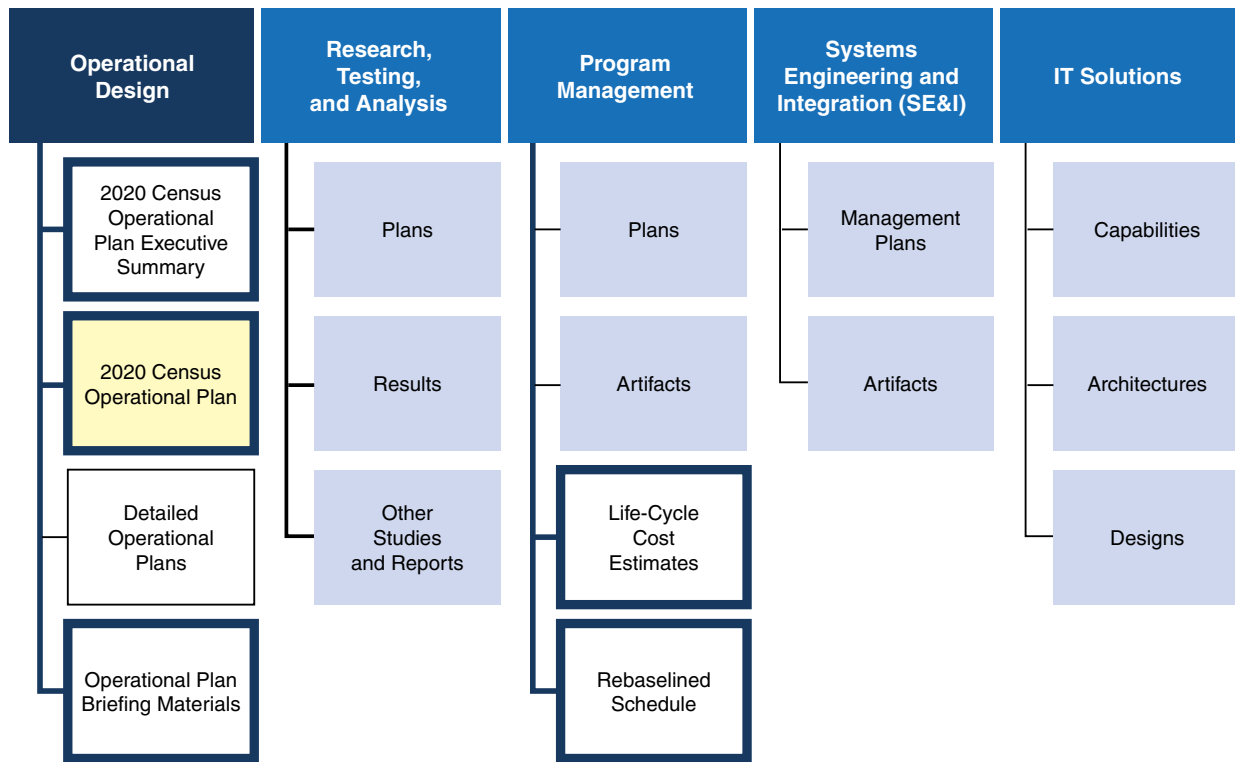 Operational
Design
Research,
Testing,
and Analysis
Program
Management
Systems
Engineering and
Integration (SE&I)
IT Solutions
2020 Census
Operational
Plan Executive
Summary
Plans
Plans
Management
Plans
Capabilities
2020 Census
Operational Plan
Results
Artifacts
Artifacts
Architectures
Detailed
Operational
Plans
Other
Studies
and Reports
Life-Cycle
Cost
Estimates
Designs
Operational Plan
Briefing Materials
Rebaselined
Schedule